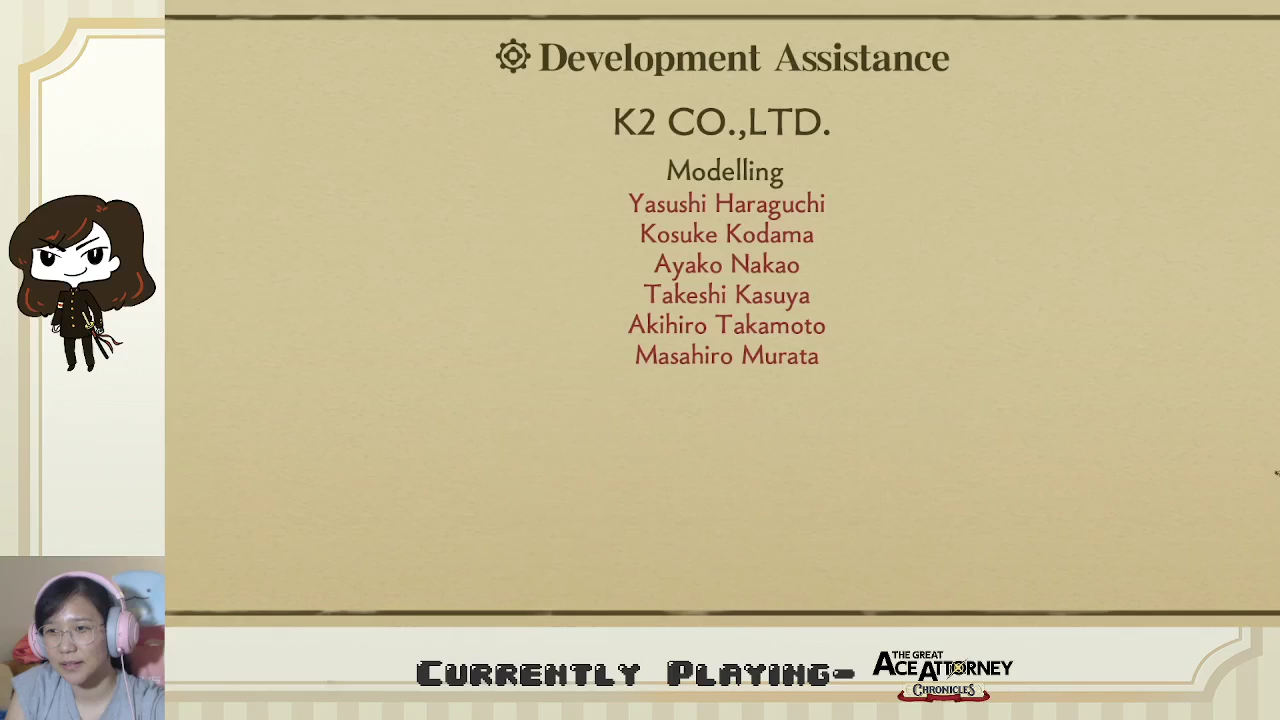 Development Assistance
K2 CO.,LTD.
Modelling
Yasushi Haraguchi
Kosuke Kodama
Ayako Nakao
Takeshi Kasuya
Akihiro Takamoto
Masahiro Murata
CURRENTLY PLAYING-
THE GREAT
ACE ATTORNEY
CHRONICLES